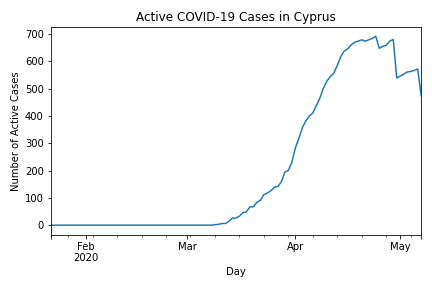 Active COVID-19 Cases in Cyprus
700
600
500
400
300
200
100
0
Number of Active Cases
Feb
2020
Mar
Apr
May
Day